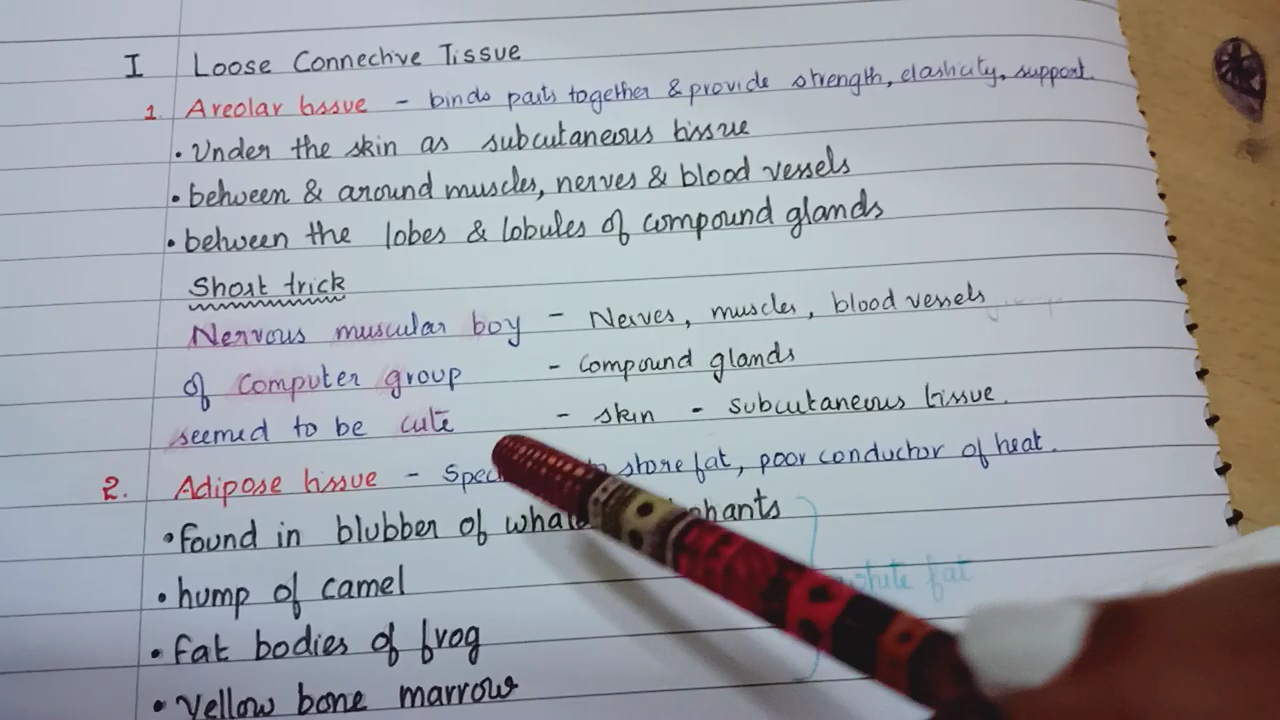 I Loose Connective Tissue
1. Areolar tissue - binds parts together & provide strength, elasticity, support.
• Under the skin as subcutaneous tissue
• between & around muscles, nerves & blood vessels
• between the lobes & lobules of compound glands
Short trick
Nervous muscular boy - Nerves, muscles, blood vessels
of computer group - compound glands
seemed to be cute - skin - subcutaneous tissue.
2. Adipose tissue - store fat, poor conductor of heat.
• found in blubber of
• hump of camel
white fat
• Fat bodies of frog
• Yellow bone marrow